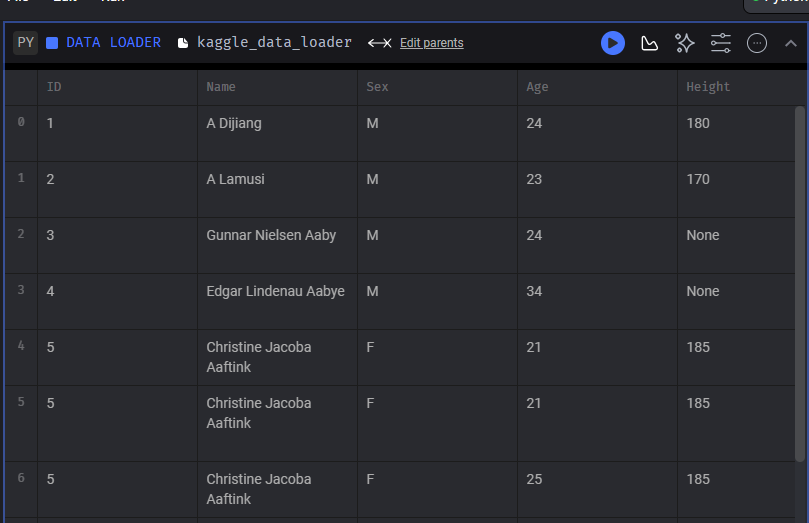 PY DATA LOADER kaggle_data_loader Edit parents
ID Name Sex Age Height
0 1 A Dijiang M 24 180
1 2 A Lamusi M 23 170
2 3 Gunnar Nielsen Aaby M 24 None
3 4 Edgar Lindenau Aabye M 34 None
4 5 Christine Jacoba F 21 185
Aaftink
5 5 Christine Jacoba F 21 185
Aaftink
6 5 Christine Jacoba F 25 185
Aaftink